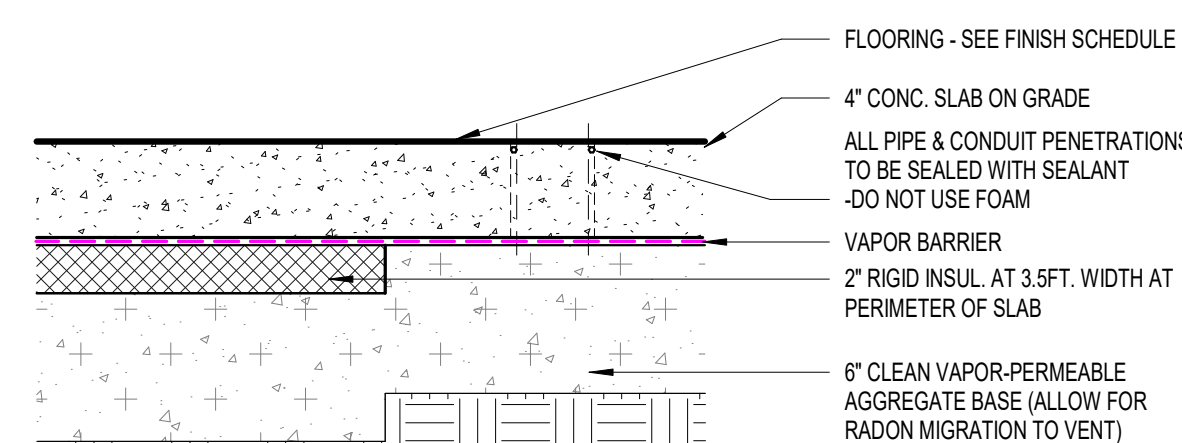 FLOORING - SEE FINISH SCHEDULE
4" CONC. SLAB ON GRADE
ALL PIPE & CONDUIT PENETRATIONS
TO BE SEALED WITH SEALANT
-DO NOT USE FOAM
VAPOR BARRIER
2" RIGID INSUL. AT 3.5FT. WIDTH AT
PERIMETER OF SLAB
6" CLEAN VAPOR-PERMEABLE
AGGREGATE BASE (ALLOW FOR
RADON MIGRATION TO VENT)